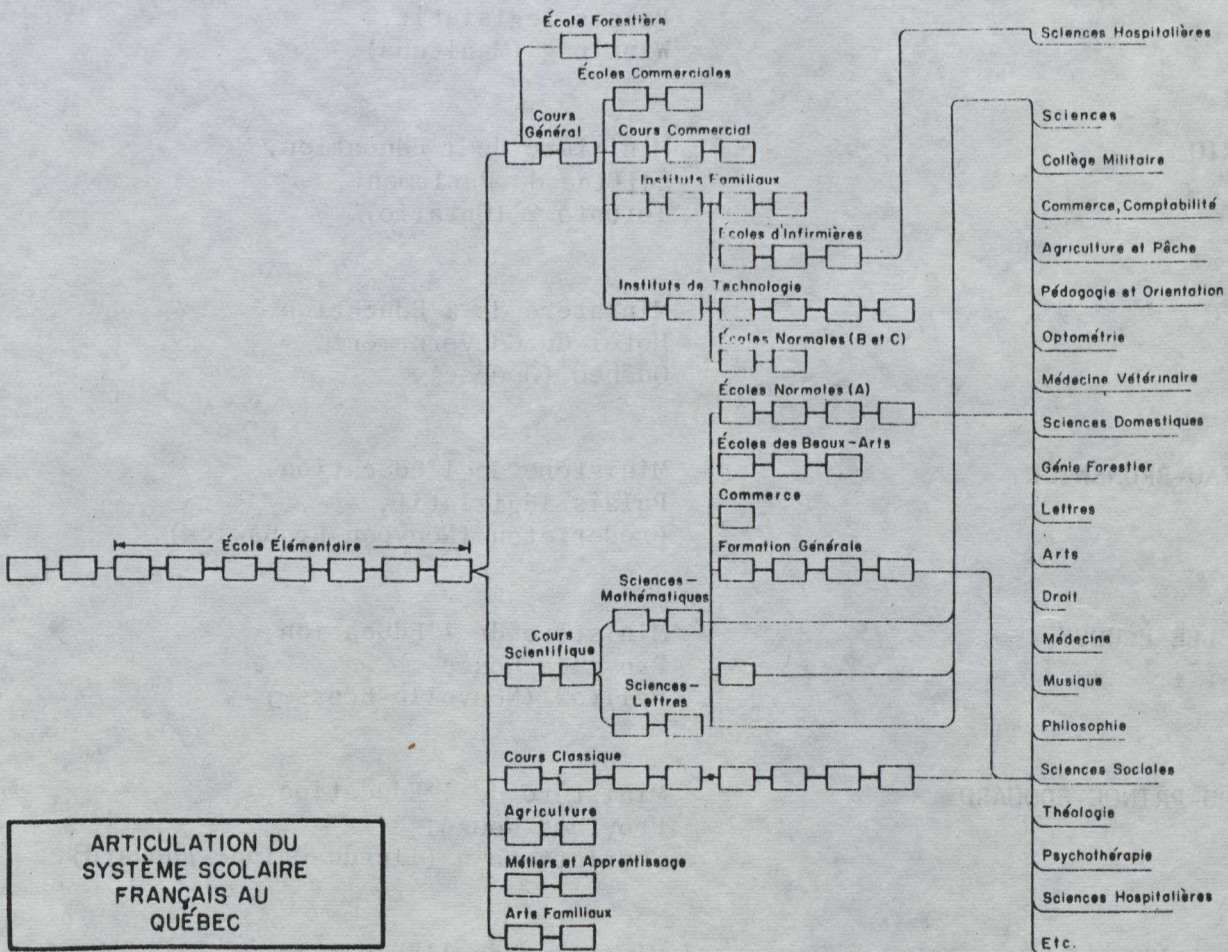 École Forestière
Écoles Commerciales
Cours
Général
Cours Commercial
Instituts Familiaux
Écoles d'Infirmières
Instituts de Technologie
Écoles Normales (B et C)
Écoles Normales (A)
Écoles des Beaux-Arts
Commerce
Formation Générale
École Élémentaire
Sciences-
Mathématiques
Cours
Scientifique
Sciences-
Lettres
Cours Classique
Agriculture
Métiers et Apprentissage
Arts Familiaux
Sciences Hospitalières
Sciences
Collège Militaire
Commerce, Comptabilité
Agriculture et Pêche
Pédagogie et Orientation
Optométrie
Médecine Vétérinaire
Sciences Domestiques
Génie Forestier
Lettres
Arts
Droit
Médecine
Musique
Philosophie
Sciences Sociales
Théologie
Psychothérapie
Sciences Hospitalières
Etc.
ARTICULATION DU
SYSTÈME SCOLAIRE
FRANÇAIS AU
QUÉBEC